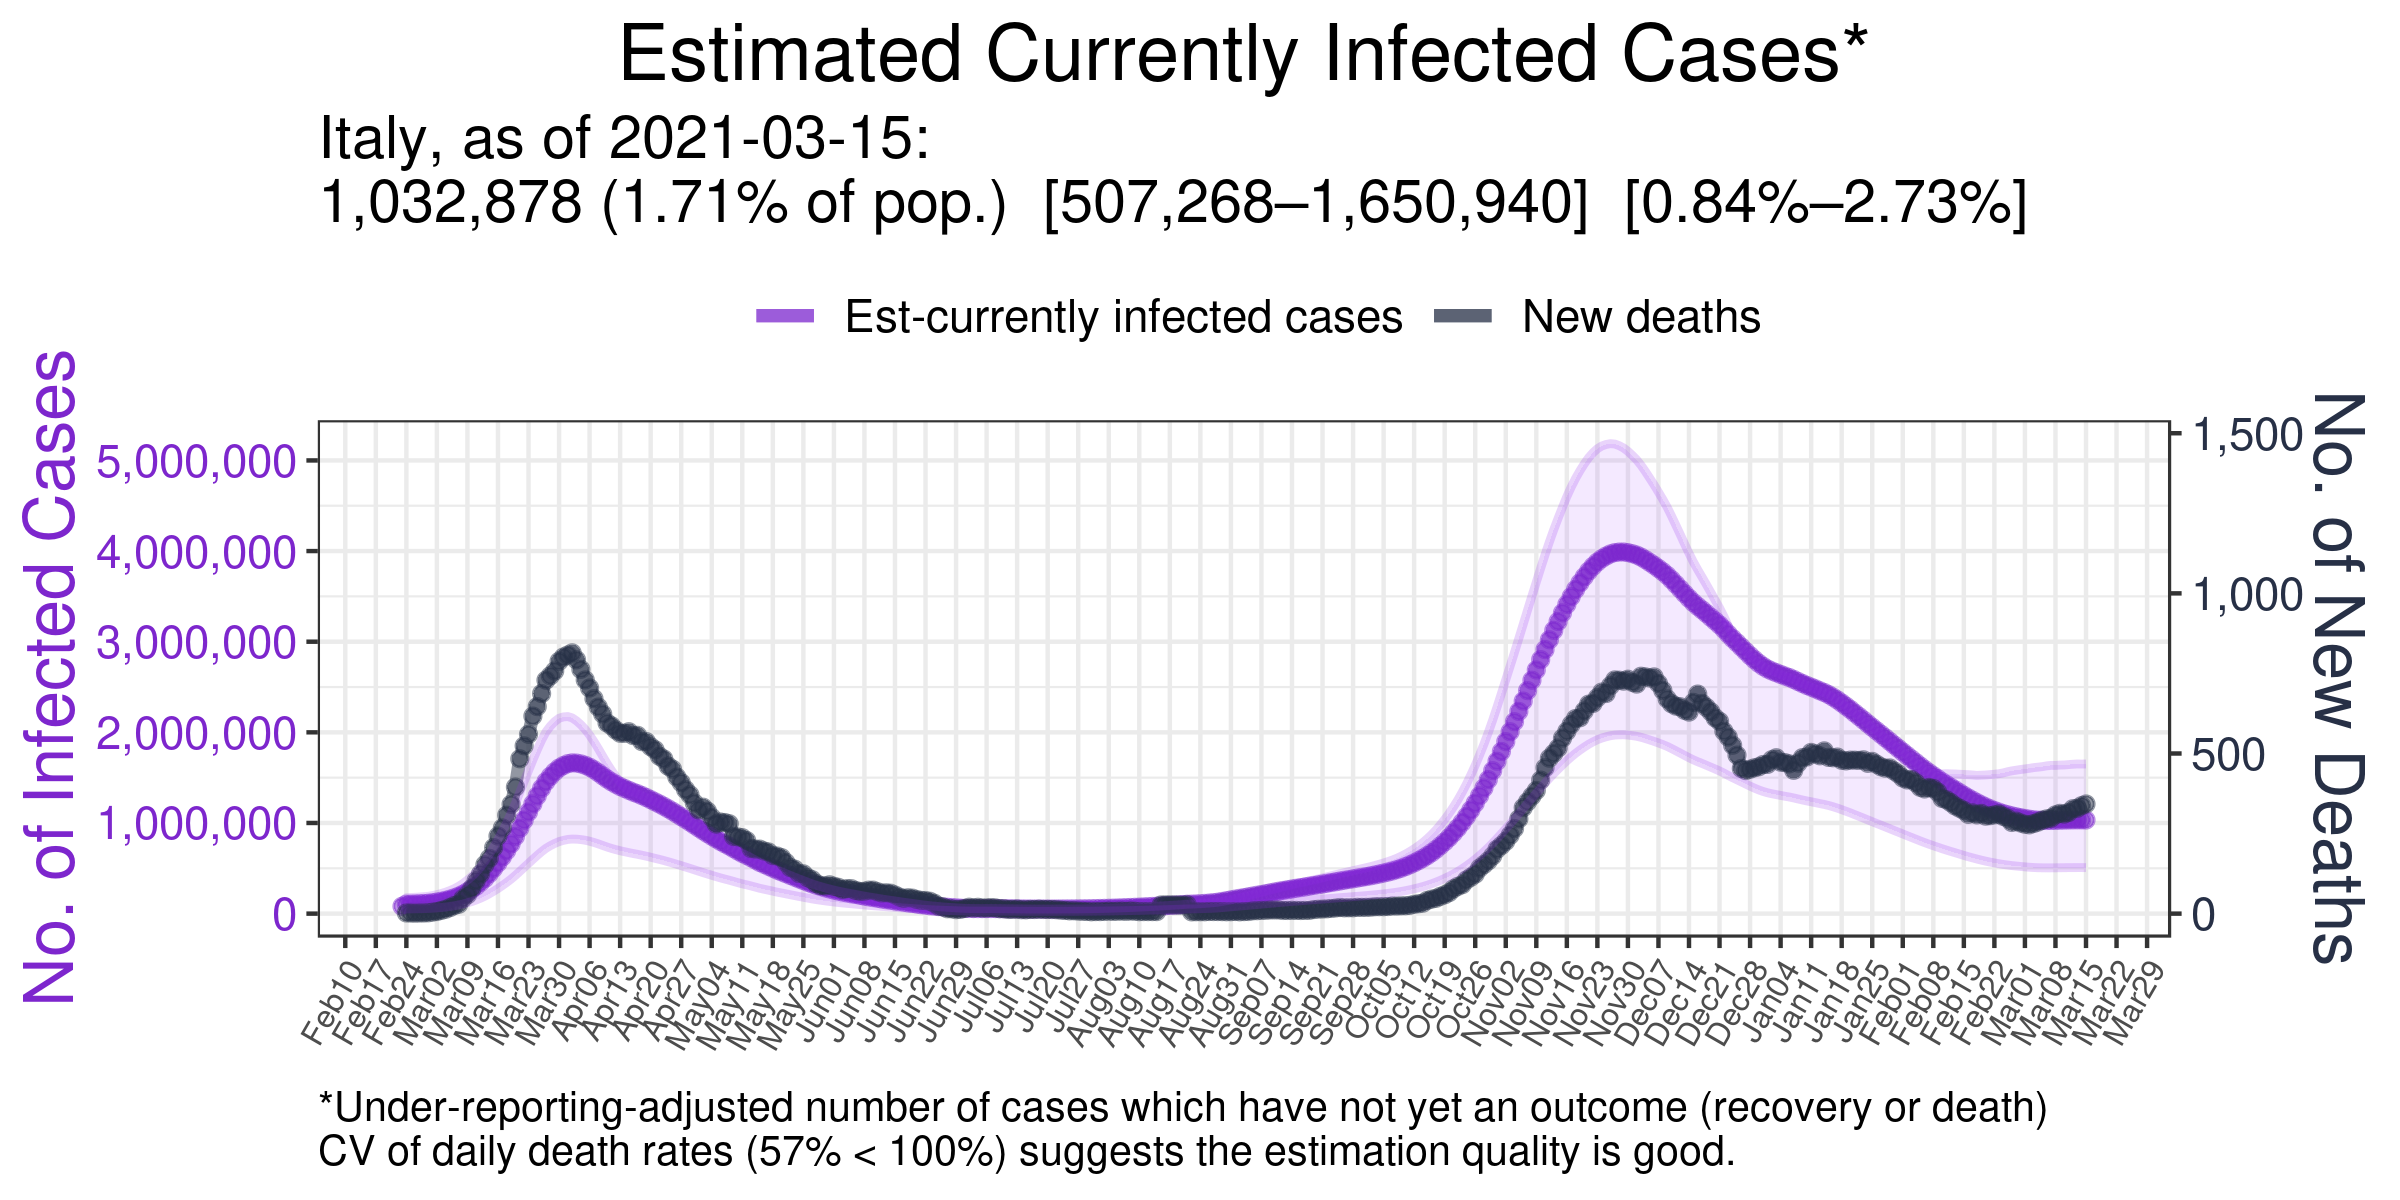 Estimated Currently Infected Cases*
Italy, as of 2021-03-15:
1,032,878 (1.71% of pop.) [507,268–1,650,940] [0.84%–2.73%]
Est-currently infected cases New deaths
No. of Infected Cases
5,000,000
4,000,000
3,000,000
2,000,000
1,000,000
0
1,500
1,000
500
0
No. of New Deaths
Feb10 Feb17 Feb24 Mar02 Mar09 Mar16 Mar23 Mar30 Apr06 Apr13 Apr20 Apr27 May04 May11 May18 May25 Jun01 Jun08 Jun15 Jun22 Jun29 Jul06 Jul13 Jul20 Jul27 Aug03 Aug10 Aug17 Aug24 Aug31 Sep07 Sep14 Sep21 Sep28 Oct05 Oct12 Oct19 Oct26 Nov02 Nov09 Nov16 Nov23 Nov30 Dec07 Dec14 Dec21 Dec28 Jan04 Jan11 Jan18 Jan25 Feb01 Feb08 Feb15 Feb22 Mar01 Mar08 Mar15 Mar22 Mar29
*Under-reporting-adjusted number of cases which have not yet an outcome (recovery or death)
CV of daily death rates (57% < 100%) suggests the estimation quality is good.